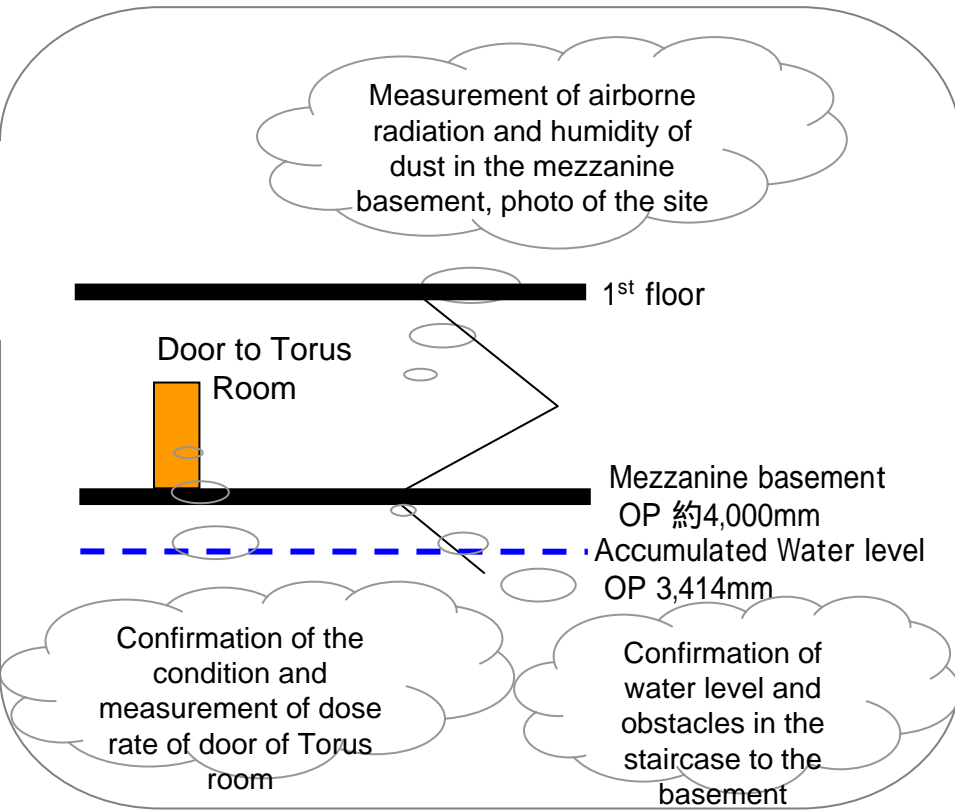 Measurement of airborne
radiation and humidity of
dust in the mezzanine
basement, photo of the site
1st floor
Door to Torus
Room
Mezzanine basement
OP 約4,000mm
Accumulated Water level
OP 3,414mm
Confirmation of the
condition and
measurement of dose
rate of door of Torus
room
Confirmation of
water level and
obstacles in the
staircase to the
basement